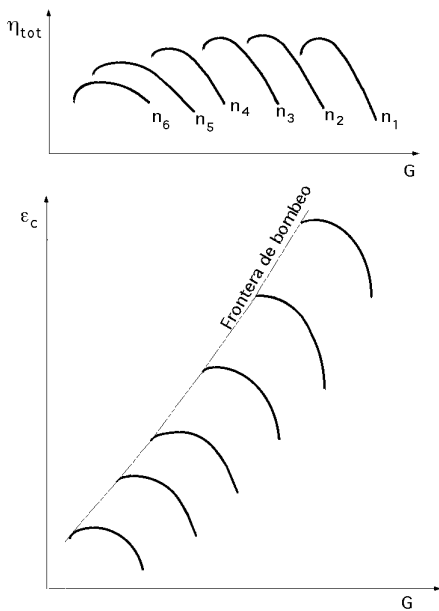 ηtot
n6 n5 n4 n3 n2 n1
G
εc
Frontera de bombeo
G